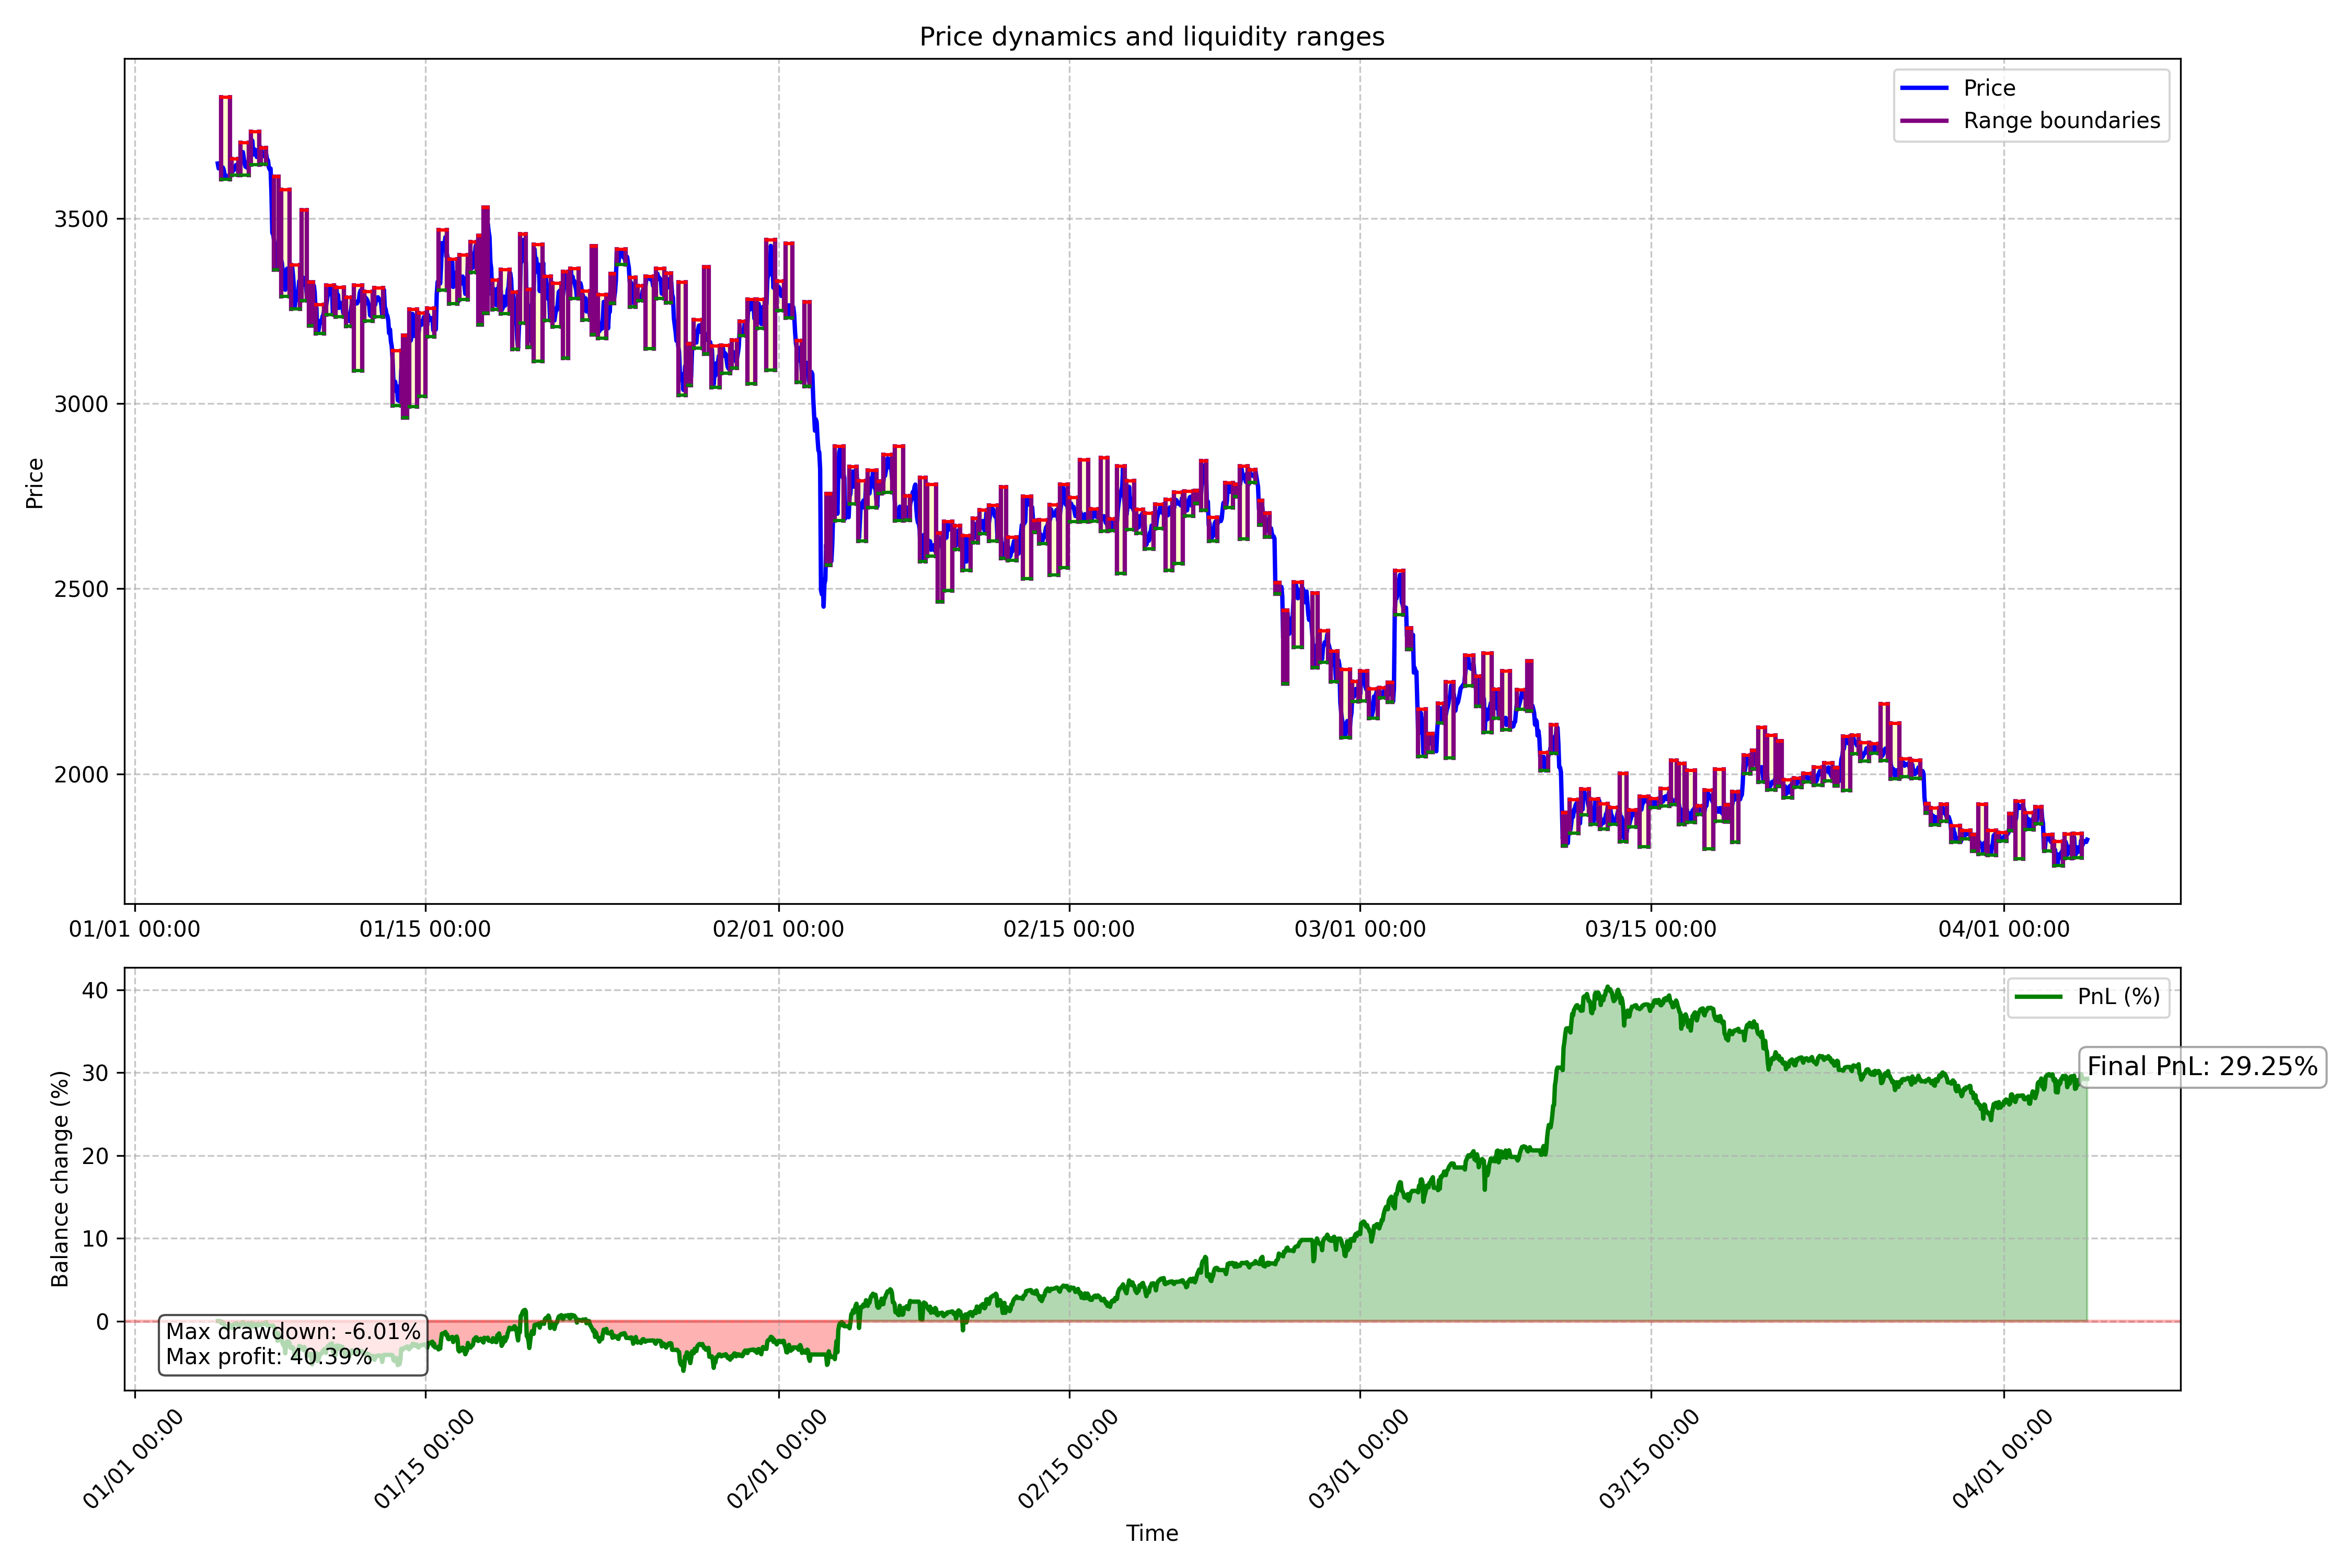 Price dynamics and liquidity ranges
Price
Range boundaries
Price
3500
3000
2500
2000
01/01 00:00
01/15 00:00
02/01 00:00
02/15 00:00
03/01 00:00
03/15 00:00
04/01 00:00
PnL (%)
Balance change (%)
40
30
20
10
0
Final PnL: 29.25%
Max drawdown: -6.01%
Max profit: 40.39%
01/01 00:00
01/15 00:00
02/01 00:00
02/15 00:00
03/01 00:00
03/15 00:00
04/01 00:00
Time